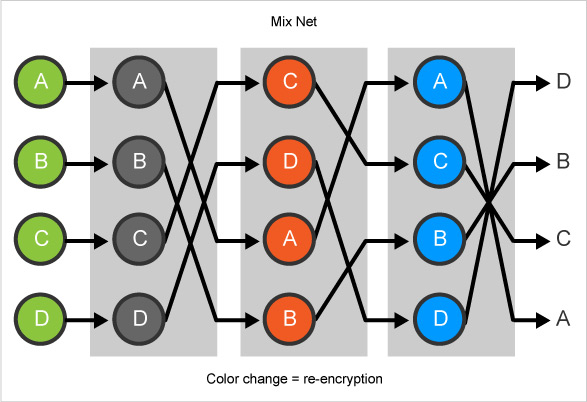 Mix Net
A A C A D
B B D C B
C C A B C
D D B D A
Color change = re-encryption